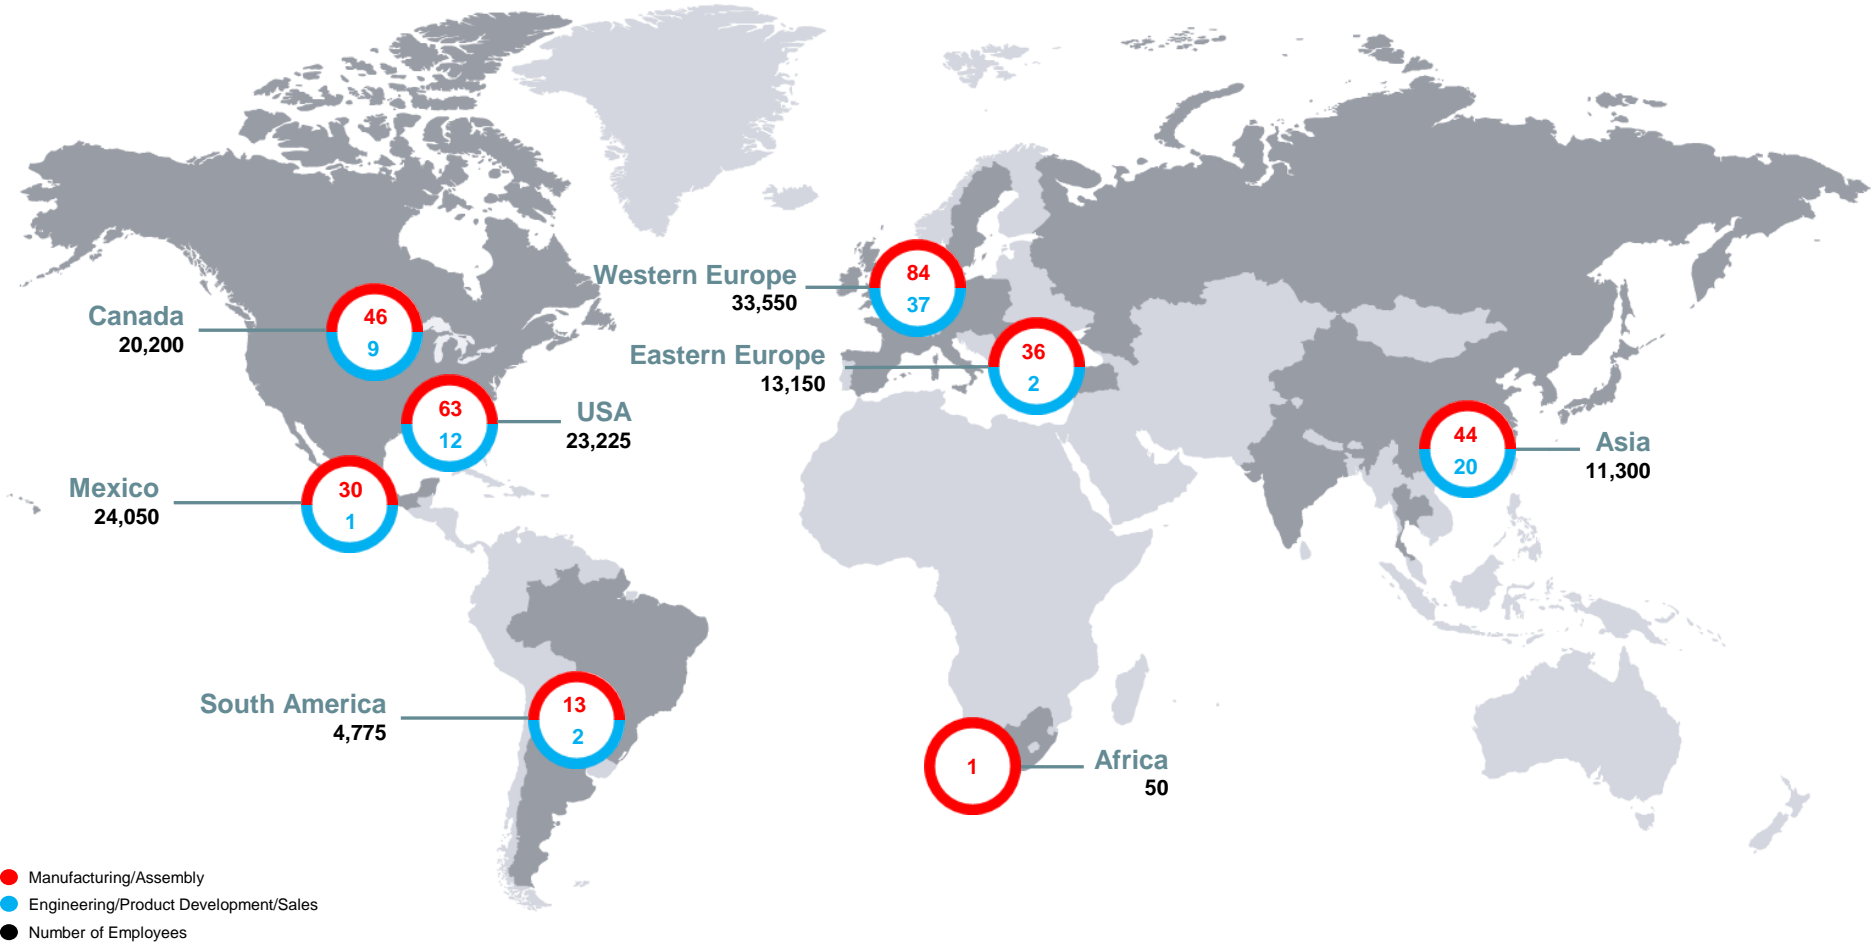 Western Europe
33,550
84
37
Canada
20,200
46
9
Eastern Europe
13,150
36
2
USA
23,225
63
12
Asia
11,300
44
20
Mexico
24,050
30
1
South America
4,775
13
2
Africa
50
1
Manufacturing/Assembly
Engineering/Product Development/Sales
Number of Employees